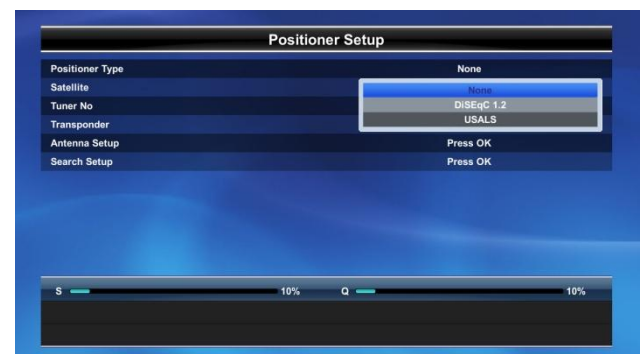 Positioner Setup
Positioner Type None
Satellite None
Tuner No DiSEqC 1.2
Transponder USALS
Antenna Setup Press OK
Search Setup Press OK
S 10% Q 10%